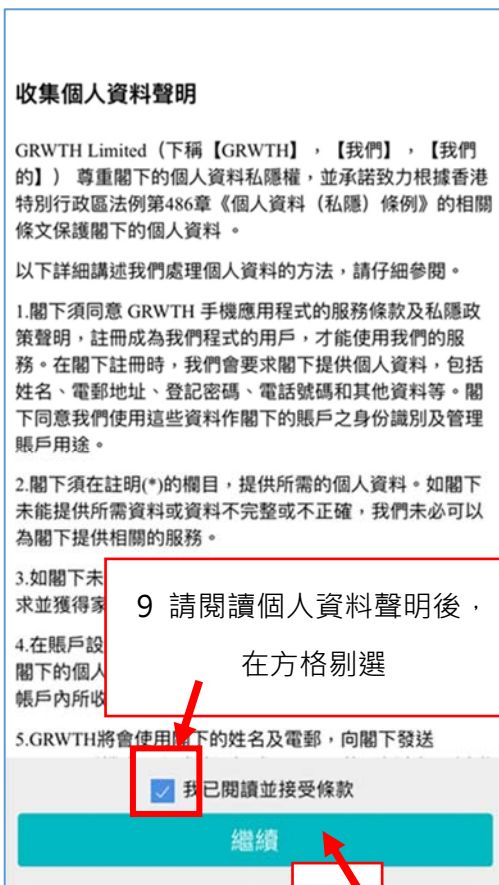 收集個人資料聲明
GRWTH Limited（下稱【GRWTH】，【我們】，【我們
的】） 尊重閣下的個人資料私隱權，並承諾致力根據香港
特別行政區法例第486章《個人資料（私隱）條例》的相關
條文保護閣下的個人資料 。
以下詳細講述我們處理個人資料的方法，請仔細參閱。
1.閣下須同意 GRWTH 手機應用程式的服務條款及私隱政
策聲明，註冊成為我們程式的用戶，才能使用我們的服
務。在閣下註冊時，我們會要求閣下提供個人資料，包括
姓名、電郵地址、登記密碼、電話號碼和其他資料等。閣
下同意我們使用這些資料作閣下的賬戶之身份識別及管理
賬戶用途。
2.閣下須在註明(*)的欄目，提供所需的個人資料。如閣下
未能提供所需資料或資料不完整或不正確，我們未必可以
為閣下提供相關的服務。
3.如閣下未
求並獲得家
4.在賬戶設
閣下的個人
帳戶內所收
9 請閱讀個人資料聲明後，
在方格剔選
5.GRWTH將會使用閣下的姓名及電郵，向閣下發送
我已閱讀並接受條款
繼續